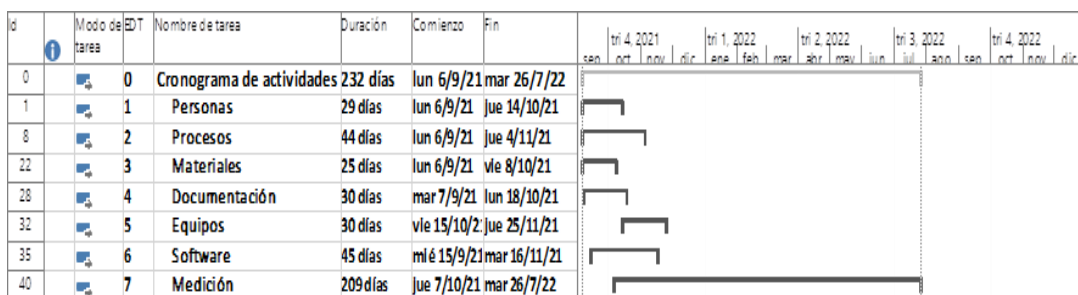 Id Modo de tarea EDT Nombre de tarea Duración Comienzo Fin
tri 4, 2021 tri 1, 2022 tri 2, 2022 tri 3, 2022 tri 4, 2022
sep oct nov dic ene feb mar abr may jun jul ago sep oct nov dic
0 0 Cronograma de actividades 232 días lun 6/9/21 mar 26/7/22
1 1 Personas 29 días lun 6/9/21 jue 14/10/21
8 2 Procesos 44 días lun 6/9/21 jue 4/11/21
22 3 Materiales 25 días lun 6/9/21 vie 8/10/21
28 4 Documentación 30 días mar 7/9/21 lun 18/10/21
32 5 Equipos 30 días vie 15/10/2 jue 25/11/21
35 6 Software 45 días mié 15/9/21 mar 16/11/21
40 7 Medición 209 días jue 7/10/21 mar 26/7/22